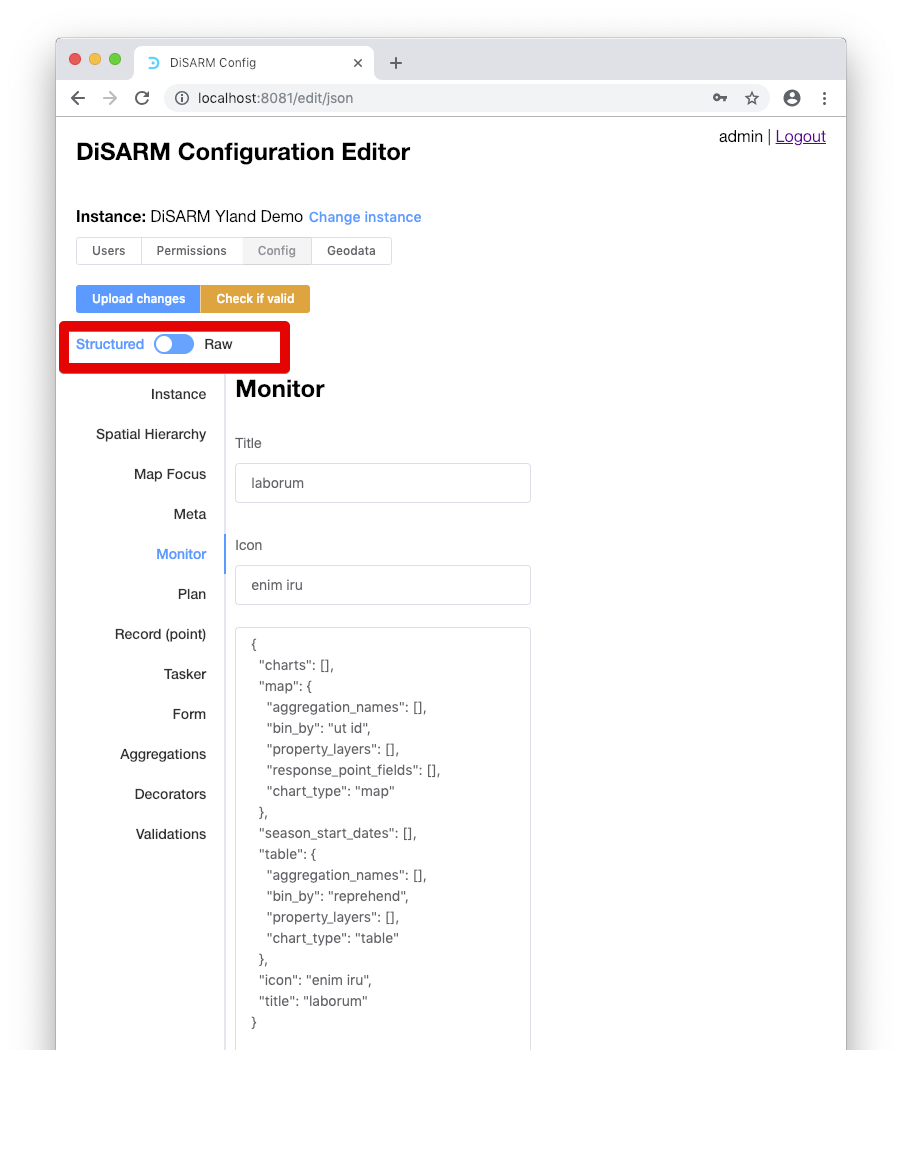 DiSARM Config
localhost:8081/edit/json
admin | Logout
DiSARM Configuration Editor
Instance: DiSARM Yland Demo Change instance
Users Permissions Config Geodata
Upload changes Check if valid
Structured Raw
Instance
Spatial Hierarchy
Map Focus
Meta
Monitor
Plan
Record (point)
Tasker
Form
Aggregations
Decorators
Validations
Monitor
Title
laborum
Icon
enim iru
{
"charts": [],
"map": {
"aggregation_names": [],
"bin_by": "ut id",
"property_layers": [],
"response_point_fields": [],
"chart_type": "map"
},
"season_start_dates": [],
"table": {
"aggregation_names": [],
"bin_by": "reprehend",
"property_layers": [],
"chart_type": "table"
},
"icon": "enim iru",
"title": "laborum"
}